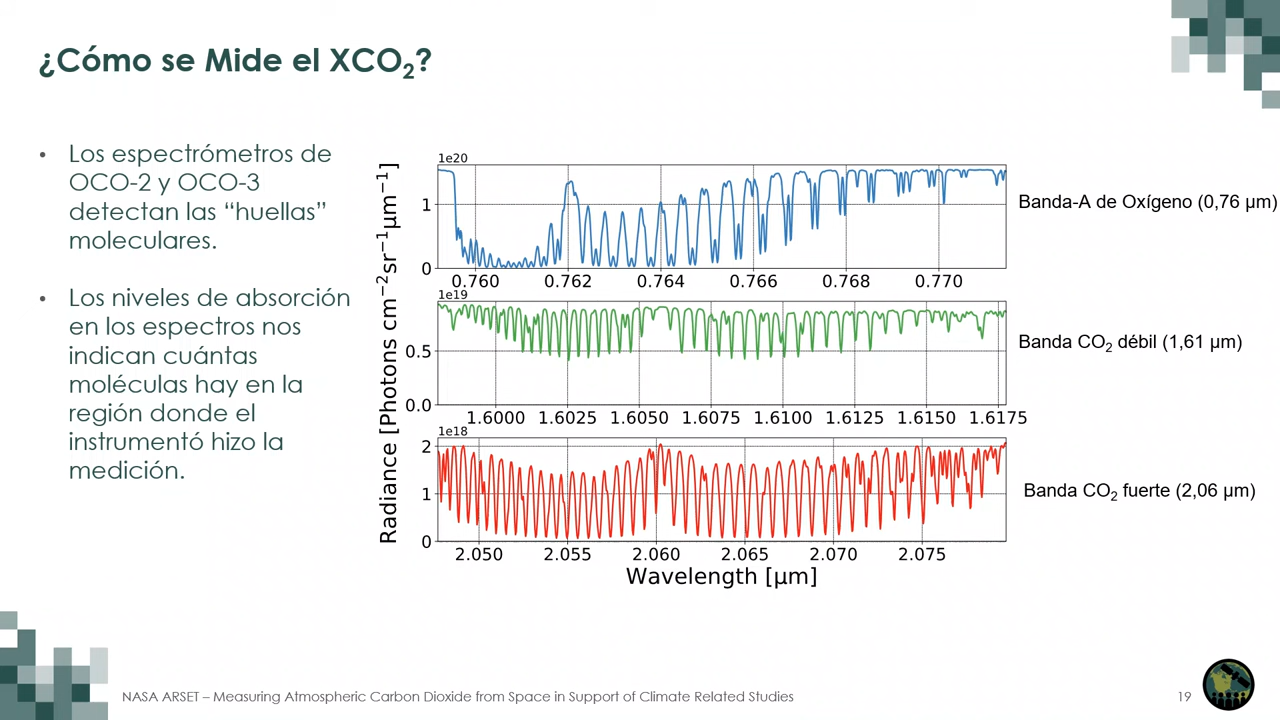 ¿Cómo se Mide el XCO₂?
• Los espectrómetros de
OCO-2 y OCO-3
detectan las “huellas”
moleculares.
• Los niveles de absorción
en los espectros nos
indican cuántas
moléculas hay en la
región donde el
instrumentó hizo la
medición.
Radiance [Photons cm⁻²sr⁻¹μm⁻¹]
1e20
1
0
0.760 0.762 0.764 0.766 0.768 0.770
Banda-A de Oxígeno (0,76 µm)
1e19
0.5
0.0
1.6000 1.6025 1.6050 1.6075 1.6100 1.6125 1.6150 1.6175
Banda CO₂ débil (1,61 µm)
1e18
2
1
0
2.050 2.055 2.060 2.065 2.070 2.075
Banda CO₂ fuerte (2,06 µm)
Wavelength [μm]
NASA ARSET – Measuring Atmospheric Carbon Dioxide from Space in Support of Climate Related Studies
19